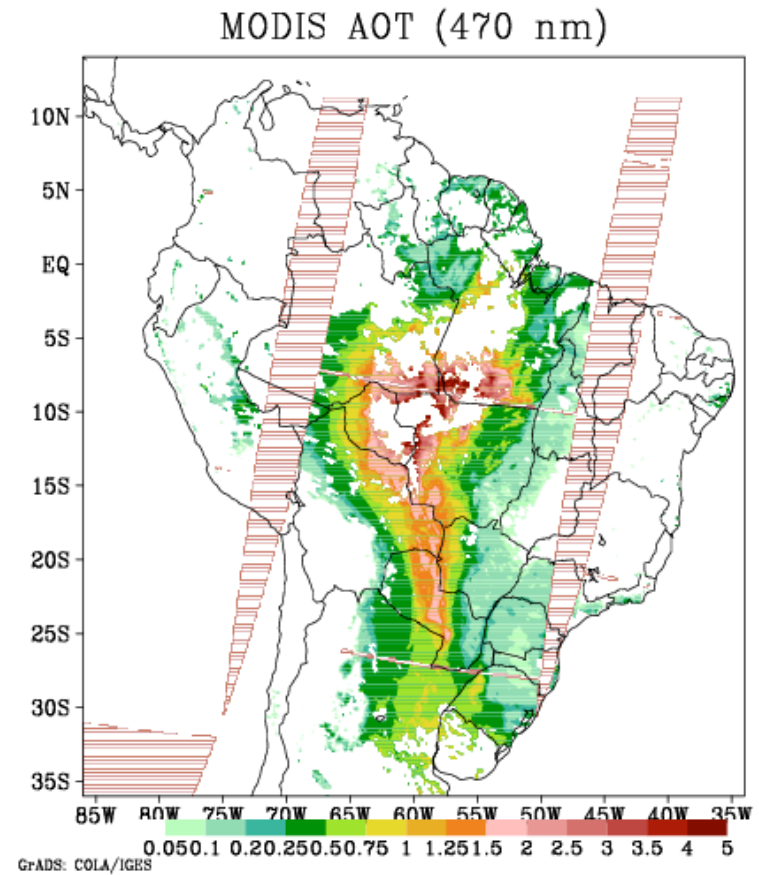 MODIS AOT (470 nm)
10N
5N
EQ
5S
10S
15S
20S
25S
30S
35S
85W 80W 75W 70W 65W 60W 55W 50W 45W 40W 35W
0.05 0.1 0.2 0.25 0.5 0.75 1 1.25 1.5 2 2.5 3 3.5 4 5
GrADS: COLA/IGES